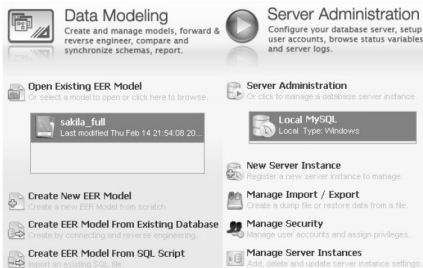 Data Modeling
Create and manage models, forward &
reverse engineer, compare and
synchronize schemas, report.
Open Existing EER Model
Or select a model to open or click here to browse.
sakila_full
Last modified Thu Feb 14 21:54:08 20...
Create New EER Model
Create a new EER Model from scratch.
Create EER Model From Existing Database
Create by connecting and reverse engineering.
Create EER Model From SQL Script
Import an existing SQL file.
Server Administration
Configure your database server, setup
user accounts, browse status variables
and server logs.
Server Administration
Or click to manage a database server instance.
Local MySQL
Local Type: Windows
New Server Instance
Register a new server instance to manage.
Manage Import / Export
Create a dump file or restore data from a file.
Manage Security
Manage user accounts and assign privileges.
Manage Server Instances
Add, delete and update server instance settings.